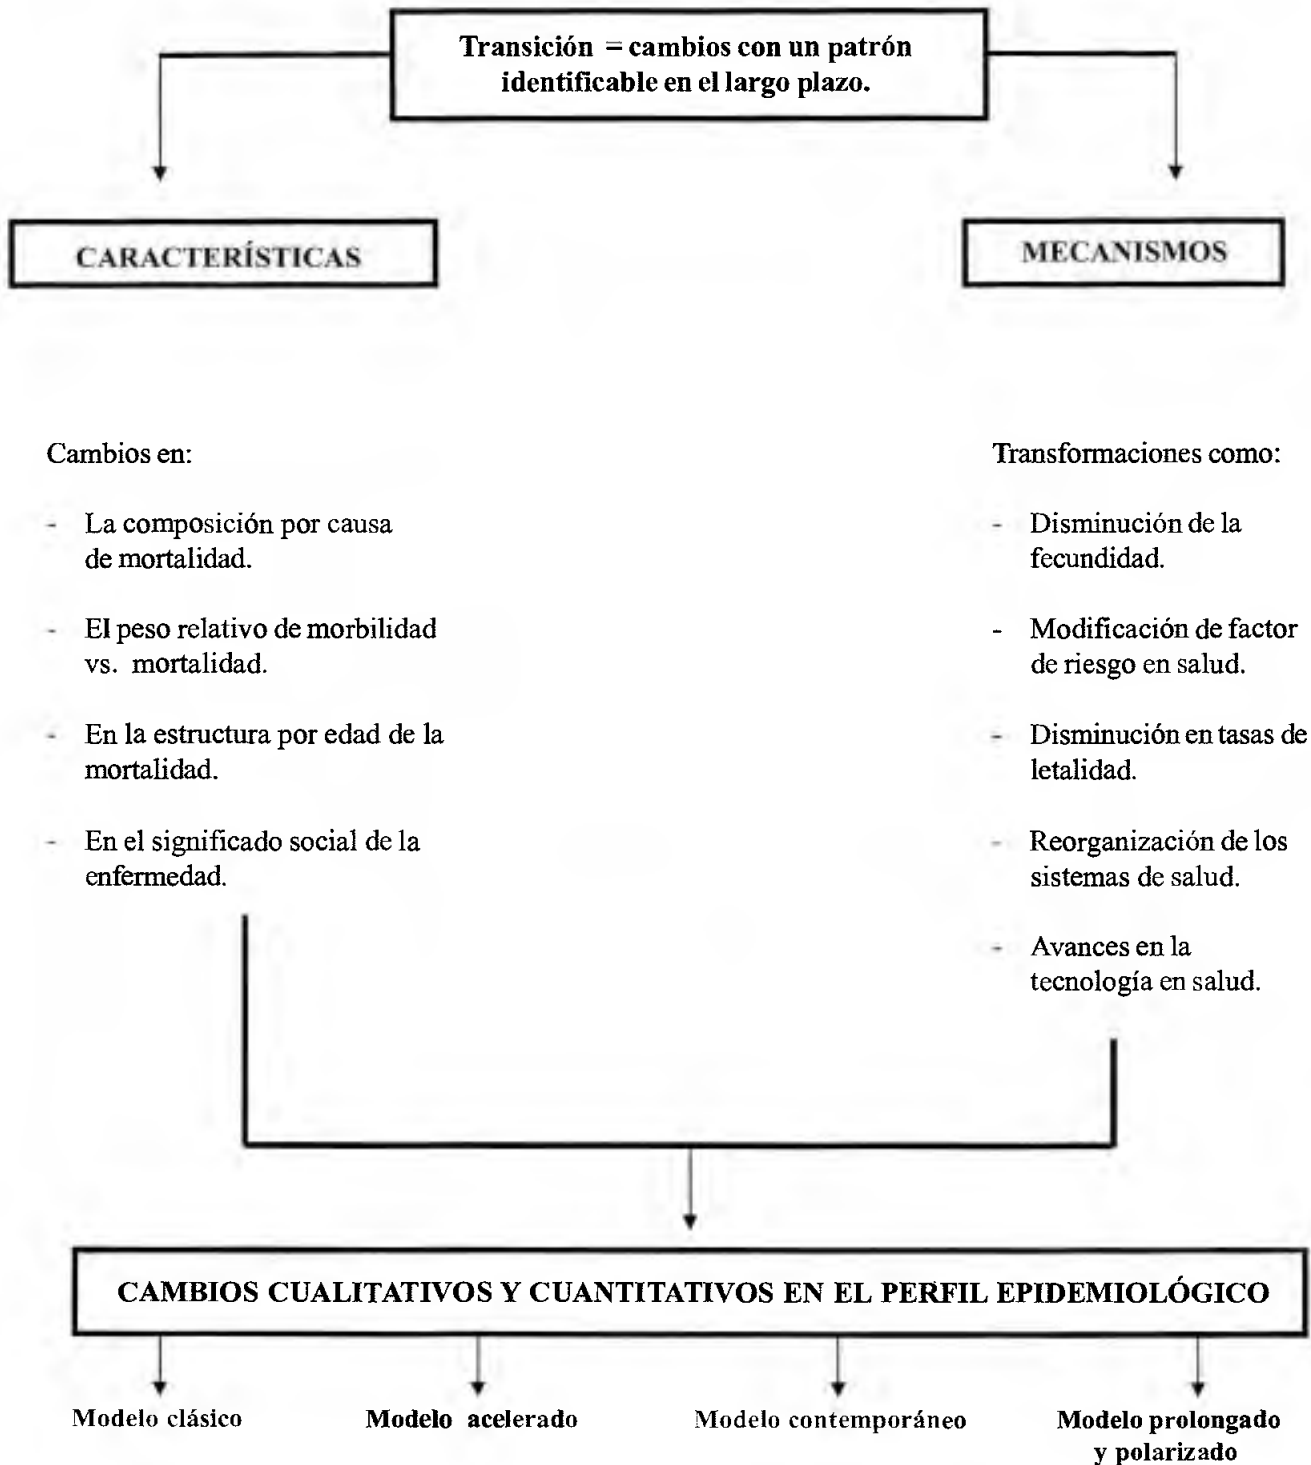 Transición = cambios con un patrón
identificable en el largo plazo.
CARACTERÍSTICAS
MECANISMOS
Cambios en:
- La composición por causa
de mortalidad.
- El peso relativo de morbilidad
vs. mortalidad.
- En la estructura por edad de la
mortalidad.
- En el significado social de la
enfermedad.
Transformaciones como:
- Disminución de la
fecundidad.
- Modificación de factor
de riesgo en salud.
- Disminución en tasas de
letalidad.
- Reorganización de los
sistemas de salud.
- Avances en la
tecnología en salud.
CAMBIOS CUALITATIVOS Y CUANTITATIVOS EN EL PERFIL EPIDEMIOLÓGICO
Modelo clásico
Modelo acelerado
Modelo contemporáneo
Modelo prolongado
y polarizado